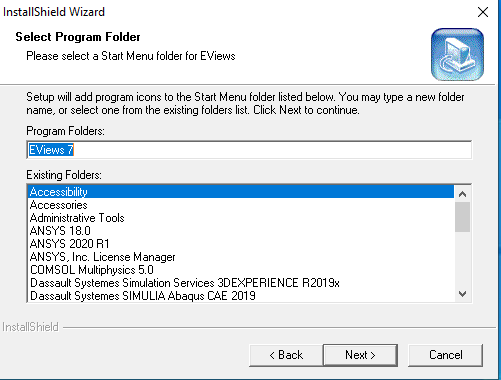 InstallShield Wizard
Select Program Folder
Please select a Start Menu folder for EViews
Setup will add program icons to the Start Menu folder listed below. You may type a new folder
name, or select one from the existing folders list. Click Next to continue.
Program Folders:
EViews 7
Existing Folders:
Accessibility
Accessories
Administrative Tools
ANSYS 18.0
ANSYS 2020 R1
ANSYS, Inc. License Manager
COMSOL Multiphysics 5.0
Dassault Systemes Simulation Services 3DEXPERIENCE R2019x
Dassault Systemes SIMULIA Abaqus CAE 2019
InstallShield
< Back
Next >
Cancel